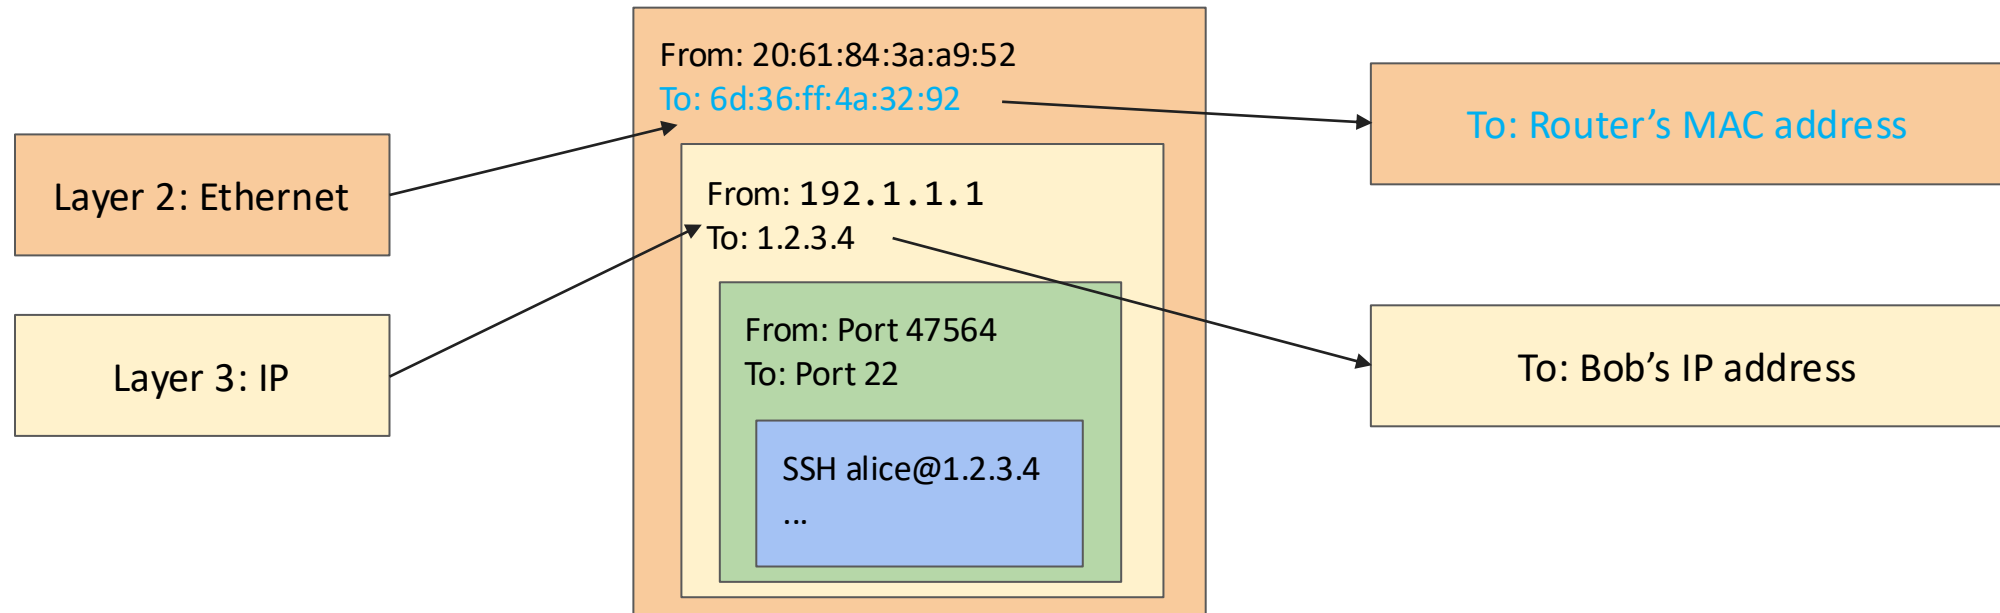 From: 20:61:84:3a:a9:52
To: 6d:36:ff:4a:32:92
To: Router’s MAC address
Layer 2: Ethernet
From: 192.1.1.1
To: 1.2.3.4
Layer 3: IP
To: Bob’s IP address
From: Port 47564
To: Port 22
SSH alice@1.2.3.4
...